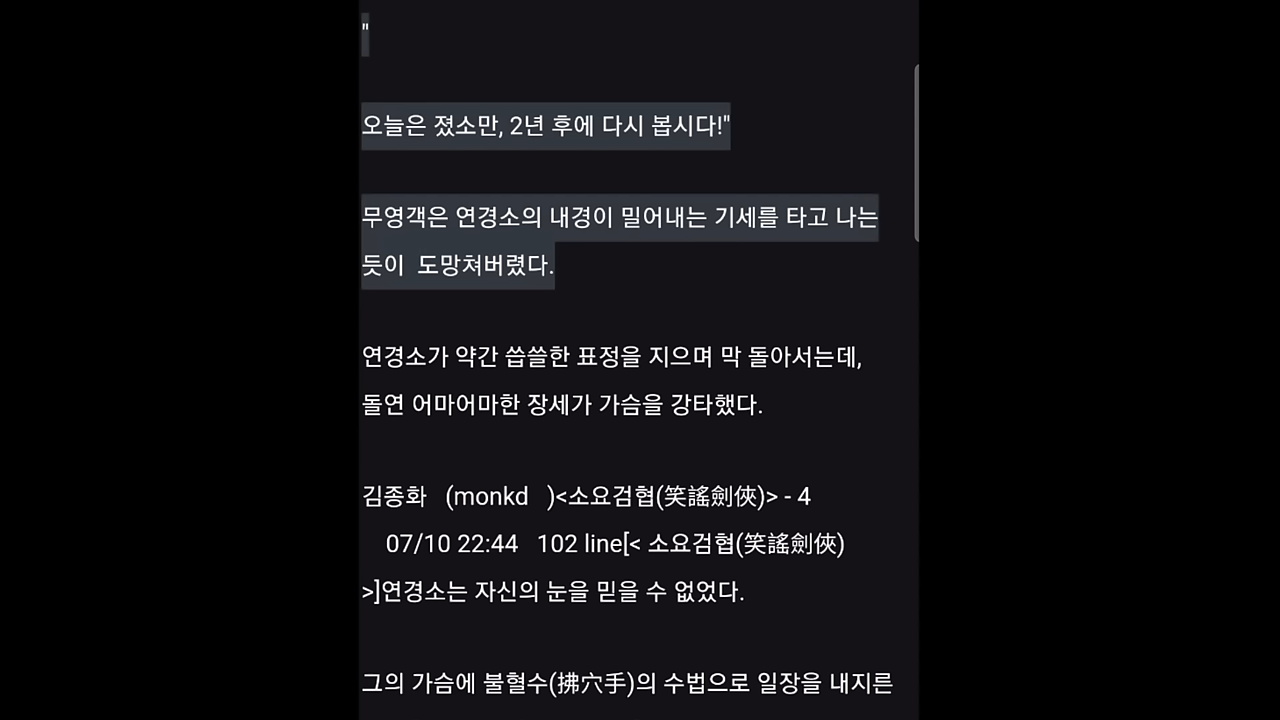 "
오늘은 졌소만, 2년 후에 다시 봅시다!"
무영객은 연경소의 내경이 밀어내는 기세를 타고 나는
듯이  도망쳐버렸다.
연경소가 약간 씁쓸한 표정을 지으며 막 돌아서는데,
돌연 어마어마한 장세가 가슴을 강타했다.
김종화   (monkd   )<소요검협(笑謠劍俠)> - 4
07/10 22:44   102 line[< 소요검협(笑謠劍俠)
>]연경소는 자신의 눈을 믿을 수 없었다.
그의 가슴에 불혈수(拂穴手)의 수법으로 일장을 내지른